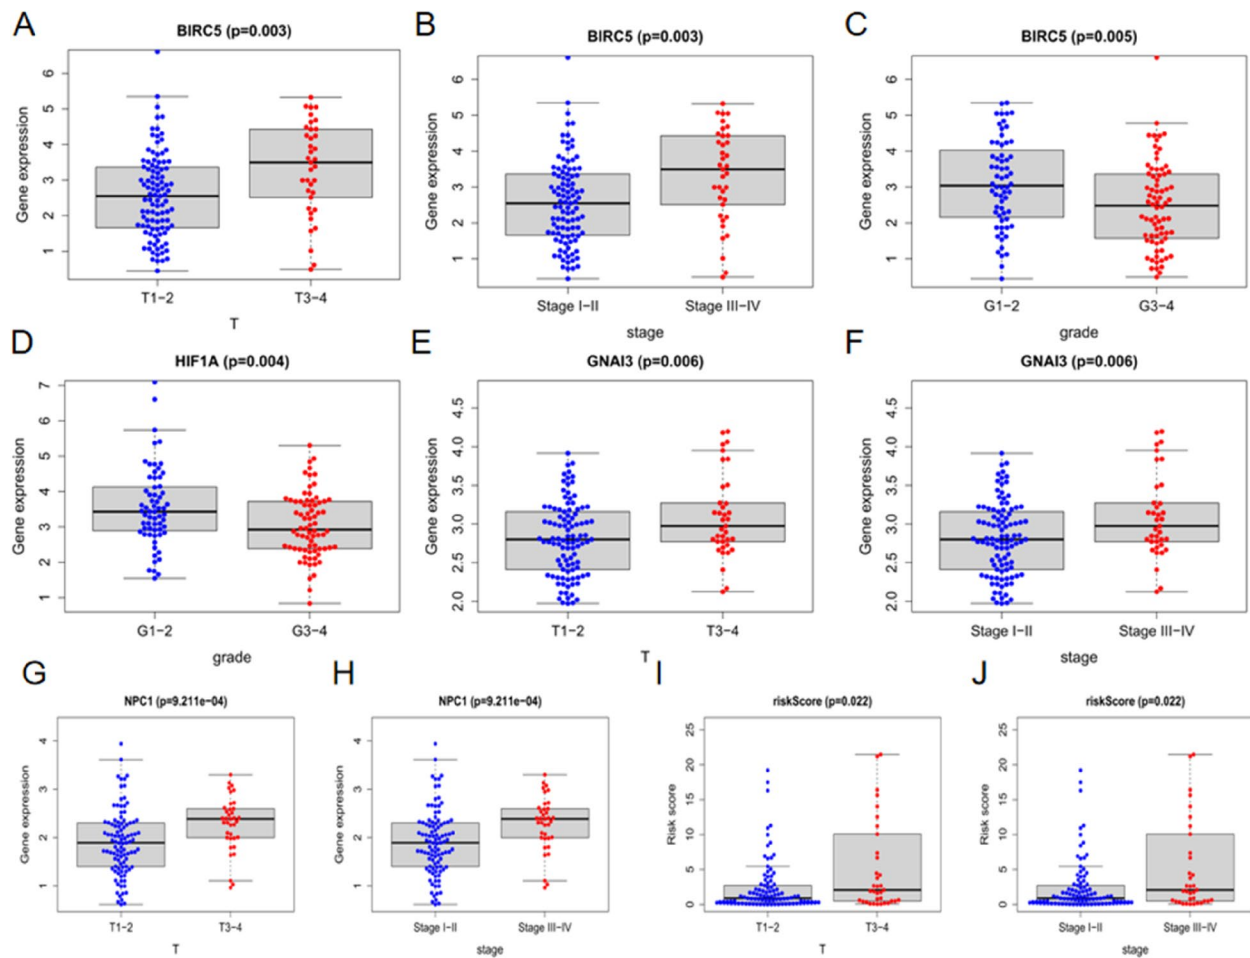 A
BIRC5 (p=0.003)
Gene expression
6
5
4
3
2
1
T1−2
T3−4
T
B
BIRC5 (p=0.003)
Gene expression
6
5
4
3
2
1
Stage I−II
Stage III−IV
stage
C
BIRC5 (p=0.005)
Gene expression
6
5
4
3
2
1
G1−2
G3−4
grade
D
HIF1A (p=0.004)
Gene expression
7
6
5
4
3
2
1
G1−2
G3−4
grade
E
GNAI3 (p=0.006)
Gene expression
4.5
4.0
3.5
3.0
2.5
2.0
T1−2
T3−4
T
F
GNAI3 (p=0.006)
Gene expression
4.5
4.0
3.5
3.0
2.5
2.0
Stage I−II
Stage III−IV
stage
G
NPC1 (p=9.211e−04)
Gene expression
4
3
2
1
T1−2
T3−4
T
H
NPC1 (p=9.211e−04)
Gene expression
4
3
2
1
Stage I−II
Stage III−IV
stage
I
riskScore (p=0.022)
Risk score
25
20
15
10
5
0
T1−2
T3−4
T
J
riskScore (p=0.022)
Risk score
25
20
15
10
5
0
Stage I−II
Stage III−IV
stage